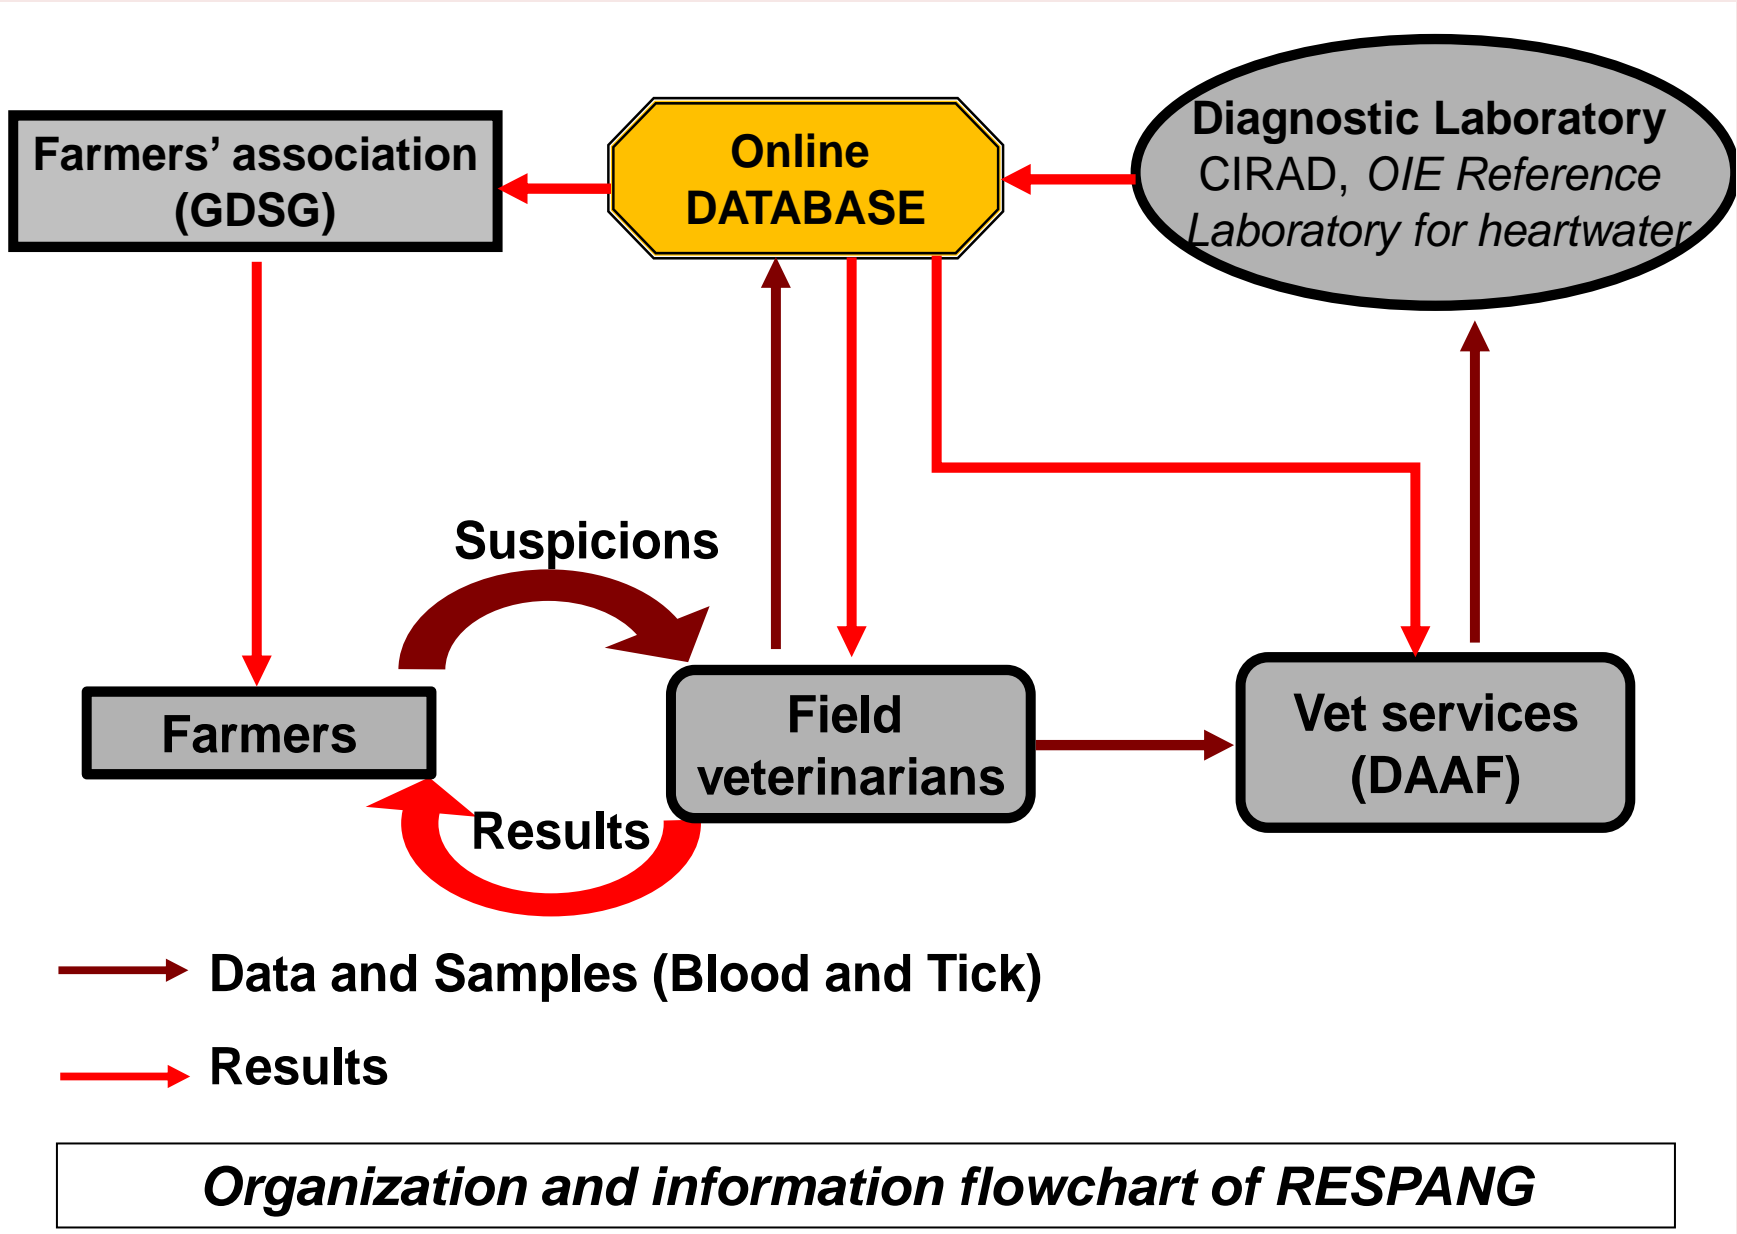 Farmers’ association
(GDSG)
Online
DATABASE
Diagnostic Laboratory
CIRAD, OIE Reference
Laboratory for heartwater
Suspicions
Farmers
Field
veterinarians
Vet services
(DAAF)
Results
Data and Samples (Blood and Tick)
Results
Organization and information flowchart of RESPANG